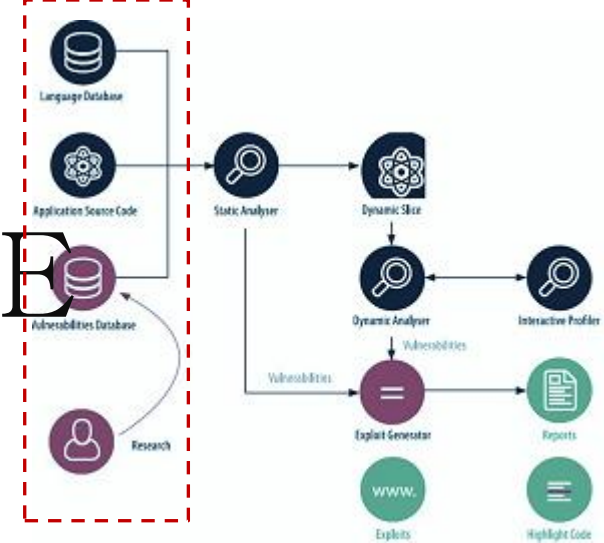 Language Database
Application Source Code
Static Analyser
Dynamic Slice
E
Vulnerabilities Database
Dynamic Analyser
Interactive Profiler
Vulnerabilities
Vulnerabilities
Research
Exploit Generator
Reports
www.
Exploits
Highlight Code